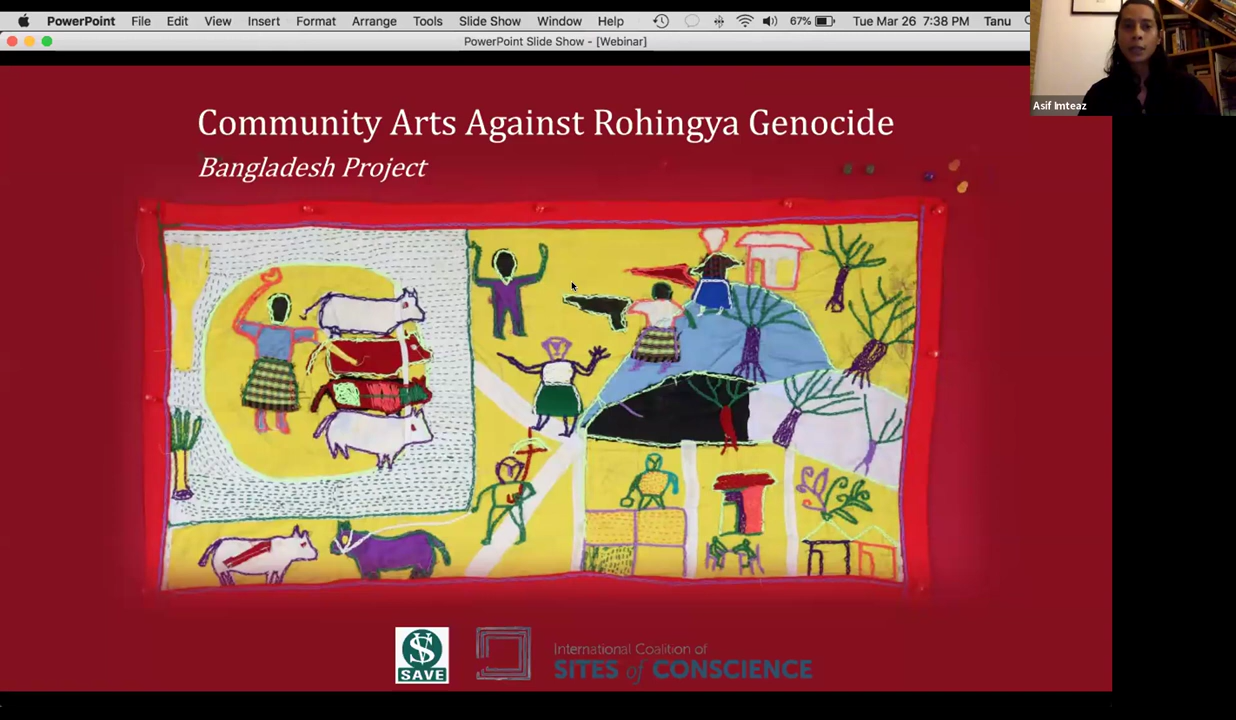 PowerPoint File Edit View Insert Format Arrange Tools Slide Show Window Help 67% Tue Mar 26 7:38 PM Tanu
PowerPoint Slide Show - [Webinar]
Asif Imteaz
Community Arts Against Rohingya Genocide
Bangladesh Project
SAVE
International Coalition of
SITES of CONSCIENCE